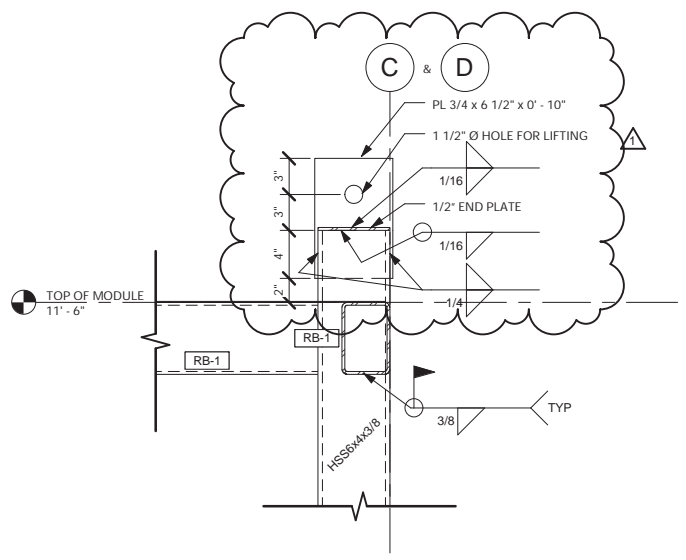 C & D
PL 3/4 x 6 1/2" x 0' - 10"
1 1/2" Ø HOLE FOR LIFTING
1
3"
1/16
3"
1/2" END PLATE
1/16
4"
2"
1/4
TOP OF MODULE
11' - 6"
RB-1
RB-1
3/8
TYP
HSS6x4x3/8